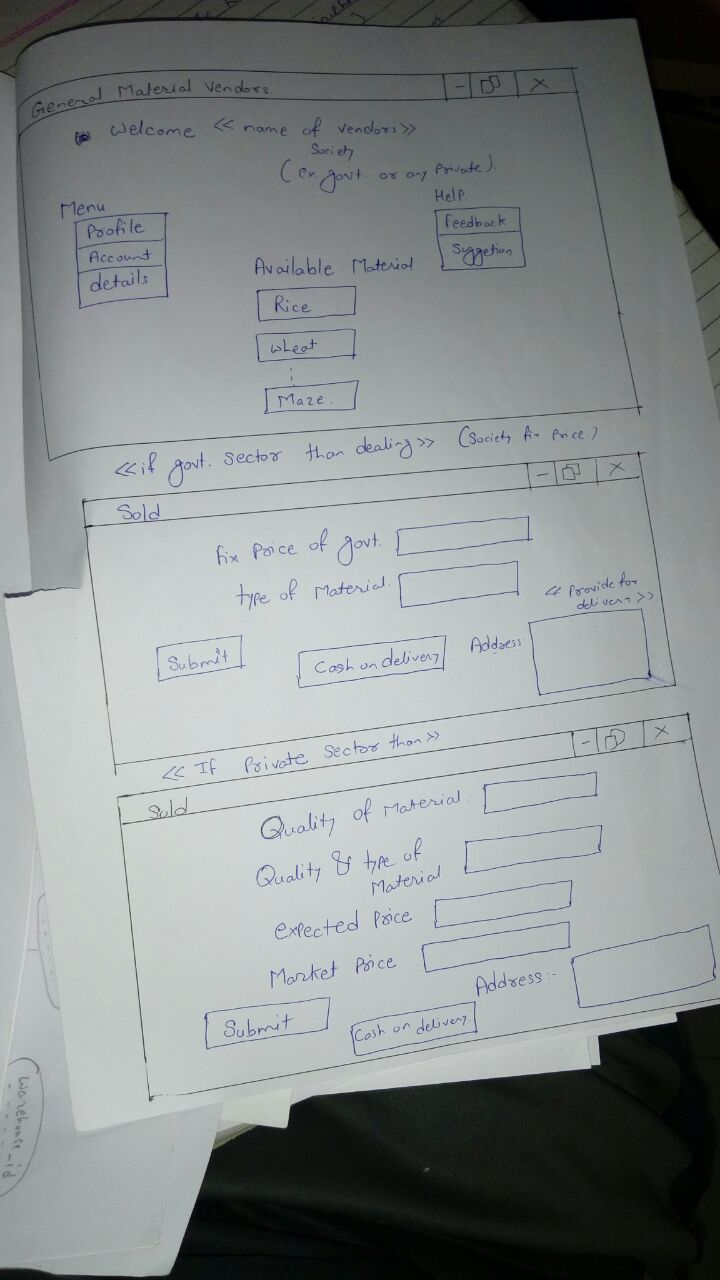 General Material Vendors - X
Welcome << name of vendors >>
Society
(ex. govt. or any Private).
Menu
Help.
Profile
Account
details
feedback
Suggetion
Available Material
Rice
wheat
Maze.
<<if govt. sector than dealing>> (Society fix Price.)
Sold - X
fix Price of govt.
type of Material.
<< Provide for
delivery >>
Submit
Cash on delivery
Address
<< If Private Sector than >>
Sold - X
Quality of Material.
Quality & type of
Material.
expected Price
Market Price
Address:-
Submit
Cash on delivery.
warehouse-id